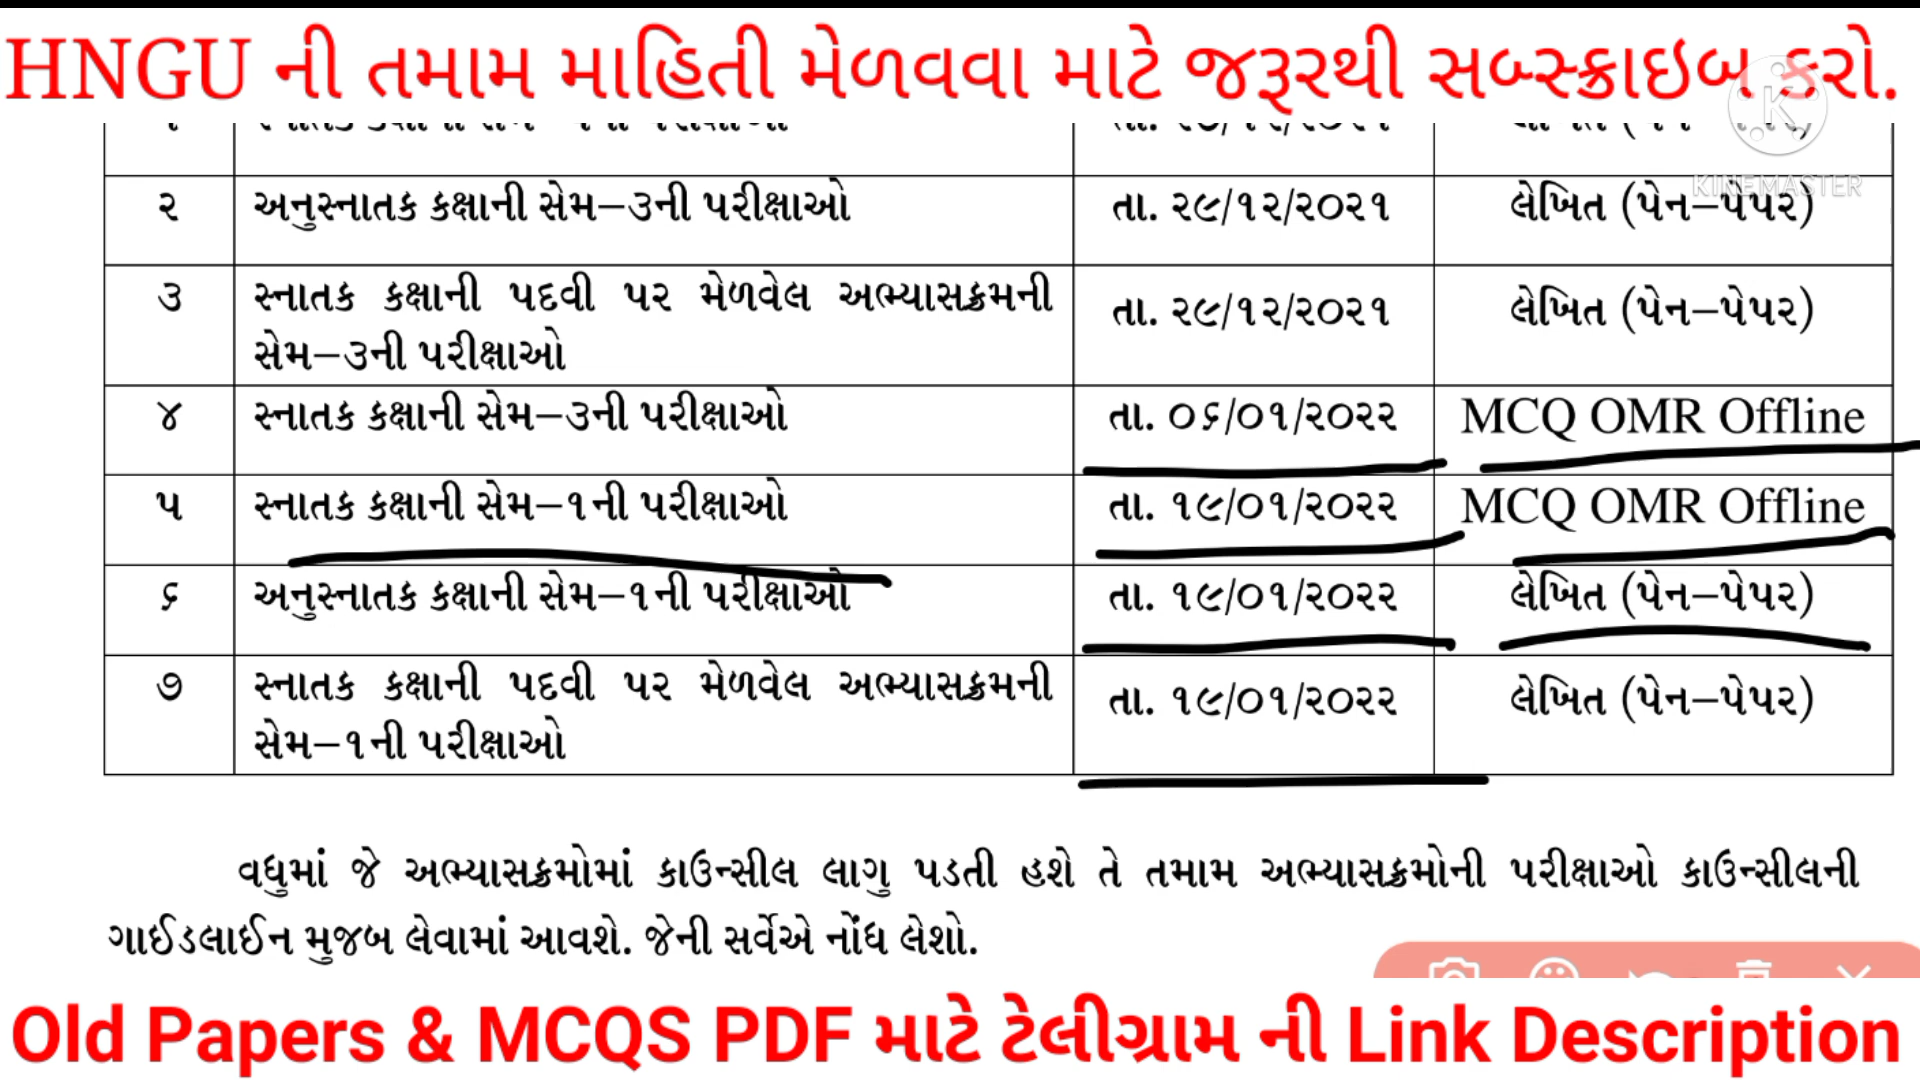 HNGU ની તમામ માહિતી મેળવવા માટે જરૂરથી સબ્સ્ક્રાઇબ કરો.
KINEMASTER
૨ અનુસ્નાતક કક્ષાની સેમ–૩ની પરીક્ષાઓ તા. ૨૯/૧૨/૨૦૨૧ લેખિત (પેન–પેપર)
૩ સ્નાતક કક્ષાની પદવી પર મેળવેલ અભ્યાસક્રમની સેમ–૩ની પરીક્ષાઓ તા. ૨૯/૧૨/૨૦૨૧ લેખિત (પેન–પેપર)
૪ સ્નાતક કક્ષાની સેમ–૩ની પરીક્ષાઓ તા. ૦૬/૦૧/૨૦૨૨ MCQ OMR Offline
૫ સ્નાતક કક્ષાની સેમ–૧ની પરીક્ષાઓ તા. ૧૯/૦૧/૨૦૨૨ MCQ OMR Offline
૬ અનુસ્નાતક કક્ષાની સેમ–૧ની પરીક્ષાઓ તા. ૧૯/૦૧/૨૦૨૨ લેખિત (પેન–પેપર)
૭ સ્નાતક કક્ષાની પદવી પર મેળવેલ અભ્યાસક્રમની સેમ–૧ની પરીક્ષાઓ તા. ૧૯/૦૧/૨૦૨૨ લેખિત (પેન–પેપર)
વધુમાં જે અભ્યાસક્રમોમાં કાઉન્સીલ લાગુ પડતી હશે તે તમામ અભ્યાસક્રમોની પરીક્ષાઓ કાઉન્સીલની
ગાઈડલાઈન મુજબ લેવામાં આવશે. જેની સર્વેએ નોંધ લેશો.
Old Papers & MCQS PDF માટે ટેલીગ્રામ ની Link Description